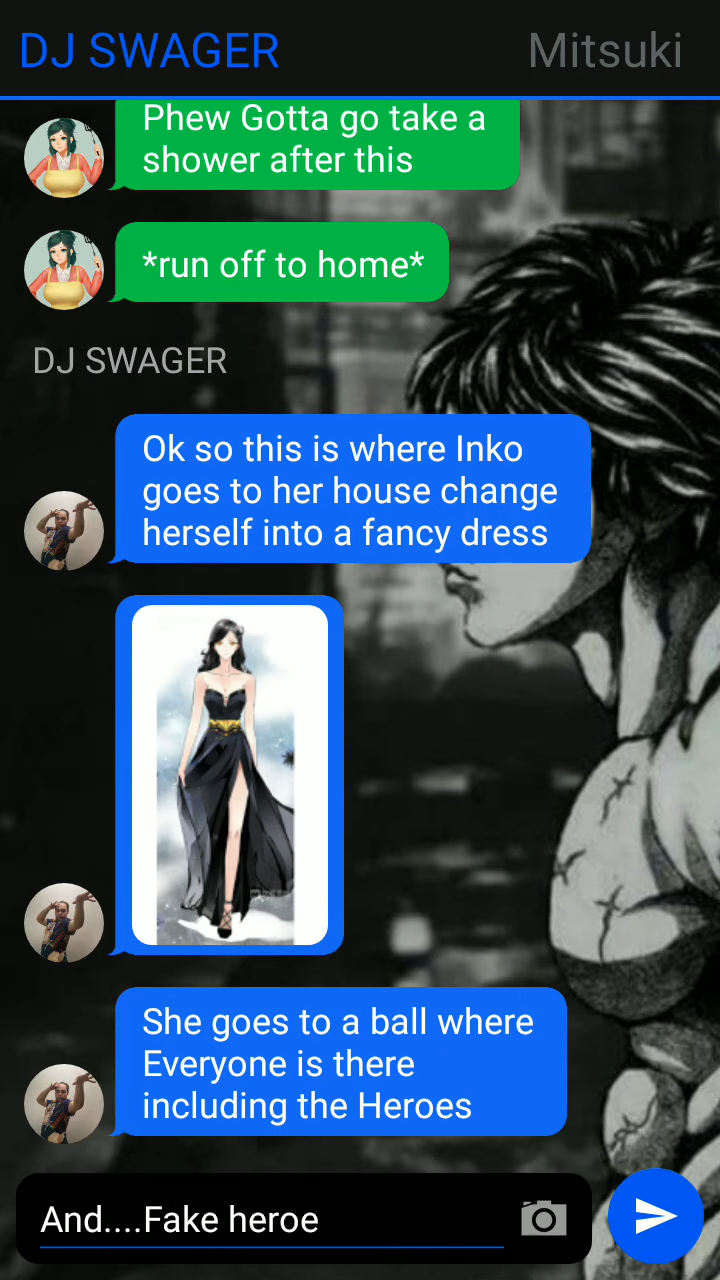 DJ SWAGER
Mitsuki
Phew Gotta go take a
shower after this
*run off to home*
DJ SWAGER
Ok so this is where Inko
goes to her house change
herself into a fancy dress
She goes to a ball where
Everyone is there
including the Heroes
And....Fake heroe